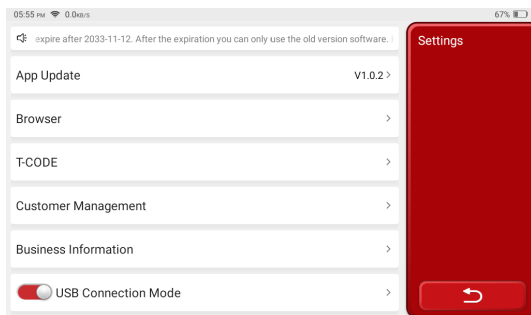 05:55 PM 0.0KB/S 67%
expire after 2033-11-12. After the expiration you can only use the old version software.
Settings
App Update V1.0.2 >
Browser >
T-CODE >
Customer Management >
Business Information >
USB Connection Mode >